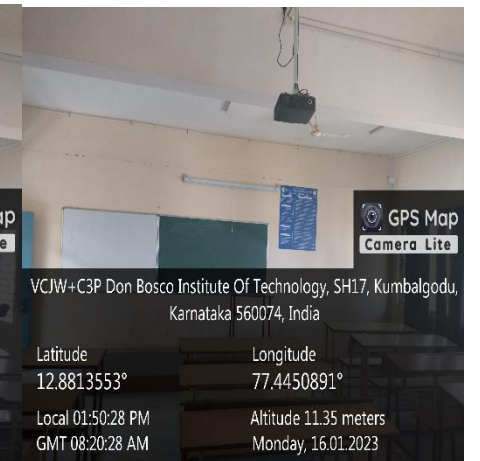 ap
e
GPS Map
Camera Lite
VCJW+C3P Don Bosco Institute Of Technology, SH17, Kumbalgodu,
Karnataka 560074, India
Latitude
12.8813553°
Longitude
77.4450891°
Local 01:50:28 PM
GMT 08:20:28 AM
Altitude 11.35 meters
Monday, 16.01.2023